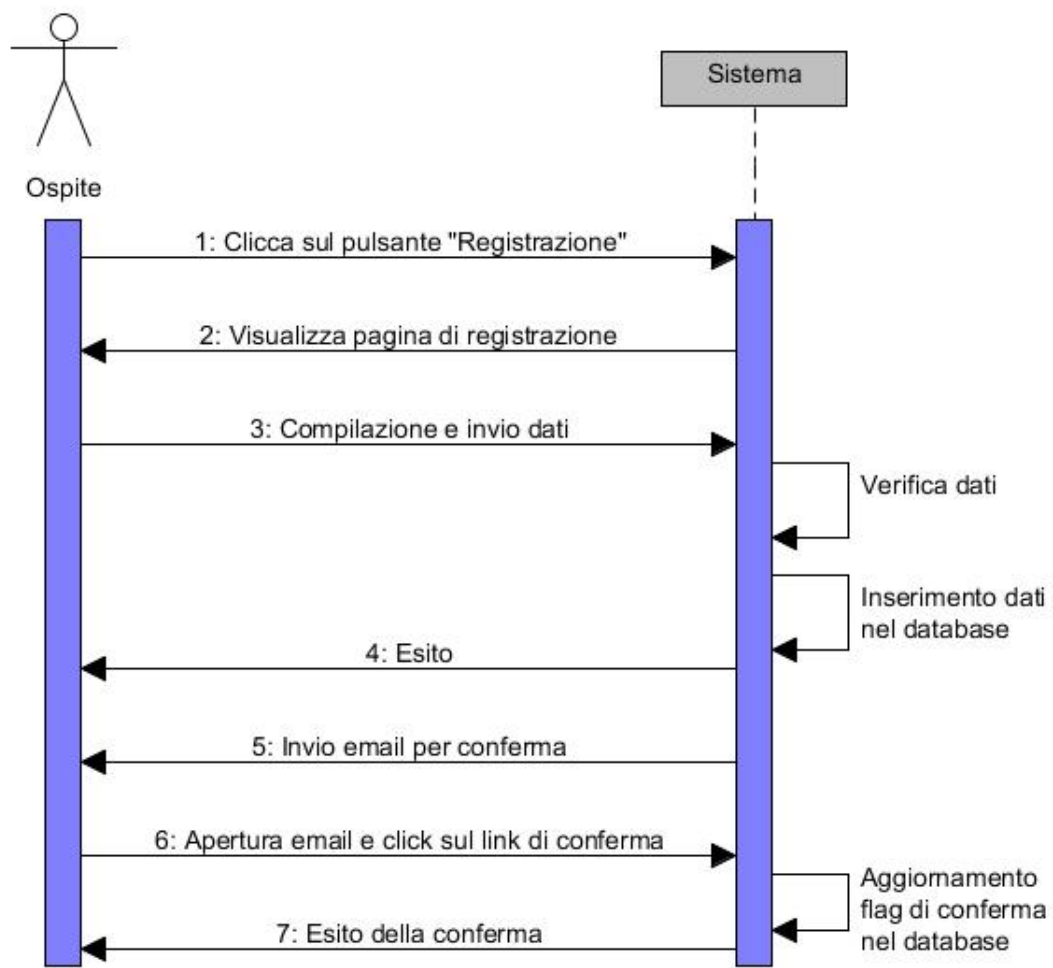 Sistema
Ospite
1: Clicca sul pulsante "Registrazione"
2: Visualizza pagina di registrazione
3: Compilazione e invio dati
Verifica dati
Inserimento dati
nel database
4: Esito
5: Invio email per conferma
6: Apertura email e click sul link di conferma
Aggiornamento
flag di conferma
nel database
7: Esito della conferma